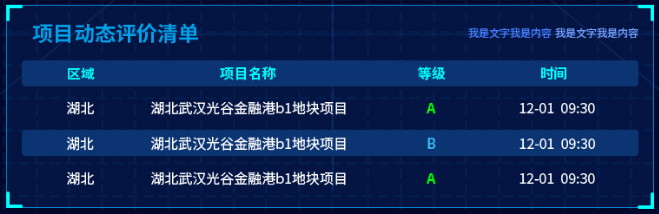 项目动态评价清单 我是文字我是内容 我是文字我是内容
区域 项目名称 等级 时间
湖北 湖北武汉光谷金融港b1地块项目 A 12-01 09:30
湖北 湖北武汉光谷金融港b1地块项目 B 12-01 09:30
湖北 湖北武汉光谷金融港b1地块项目 A 12-01 09:30